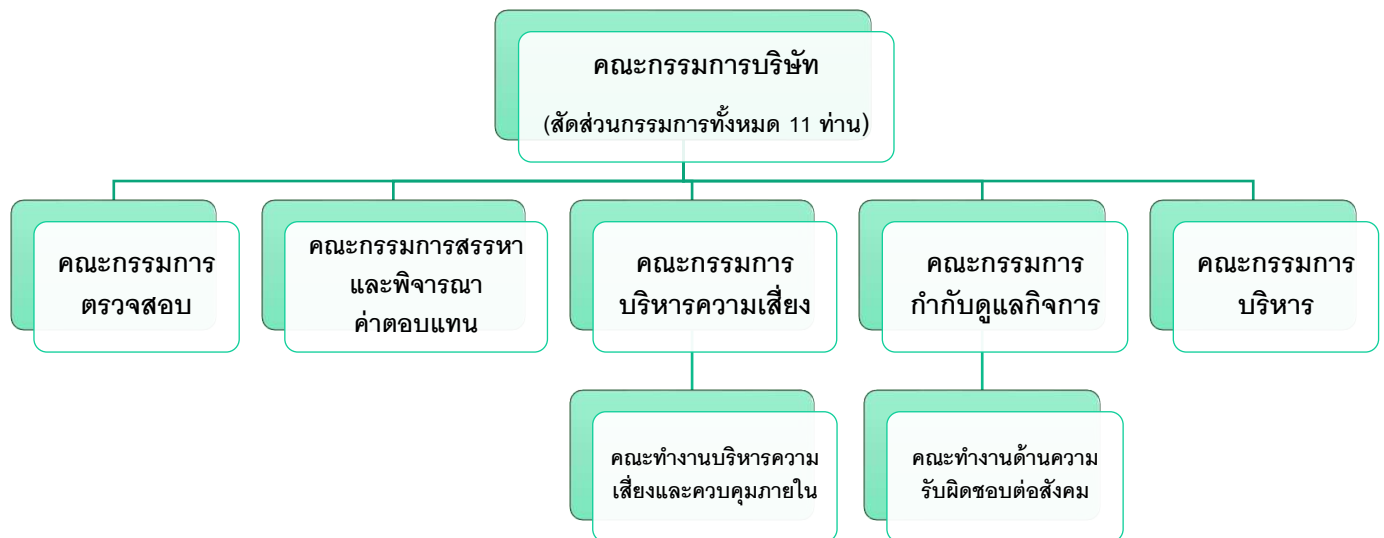 คณะกรรมการบริษัท
(สัดส่วนกรรมการทั้งหมด 11 ท่าน)
คณะกรรมการ
ตรวจสอบ
คณะกรรมการสรรหา
และพิจารณา
ค่าตอบแทน
คณะกรรมการ
บริหารความเสี่ยง
คณะกรรมการ
กำกับดูแลกิจการ
คณะกรรมการ
บริหาร
คณะทำงานบริหารความ
เสี่ยงและควบคุมภายใน
คณะทำงานด้านความ
รับผิดชอบต่อสังคม